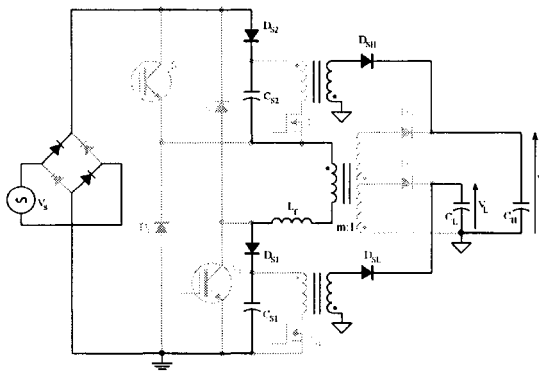 D_S2
D_SH
C_S2
V_S
L_r
m:1
V_L
C_L
C_H
D_S1
D_SL
C_S1